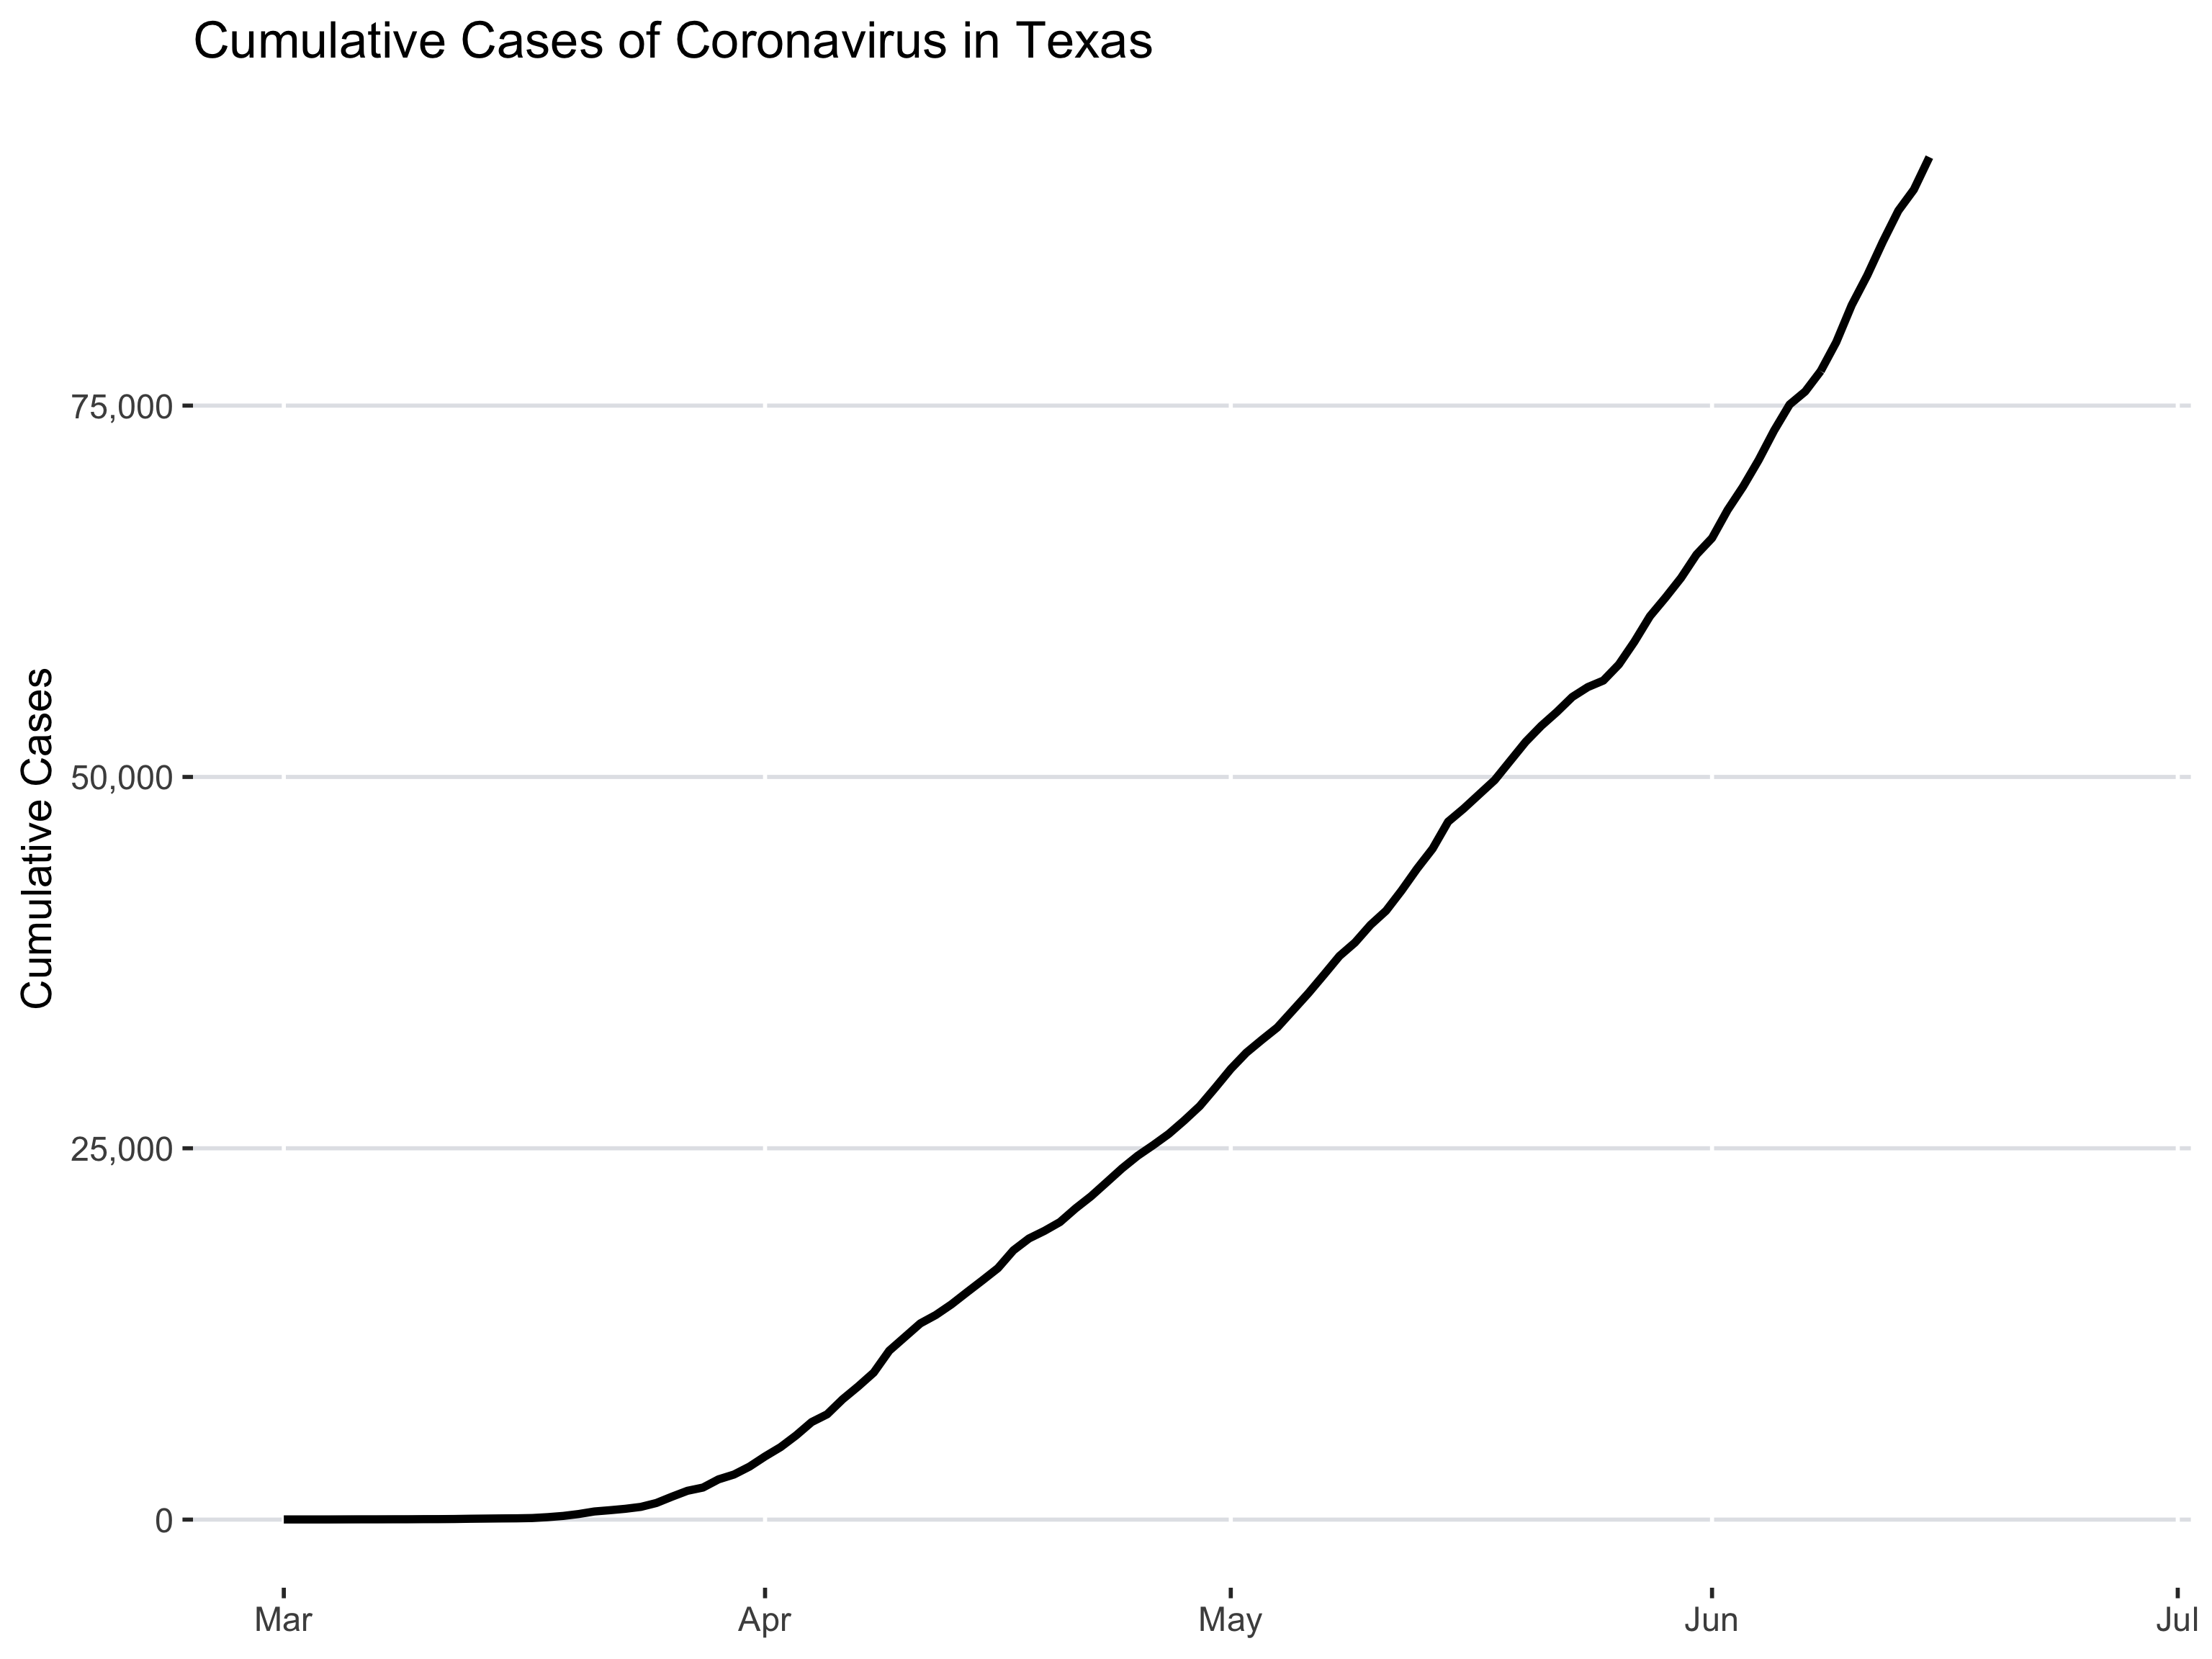 Cumulative Cases of Coronavirus in Texas
Cumulative Cases
75,000
50,000
25,000
0
Mar Apr May Jun Jul